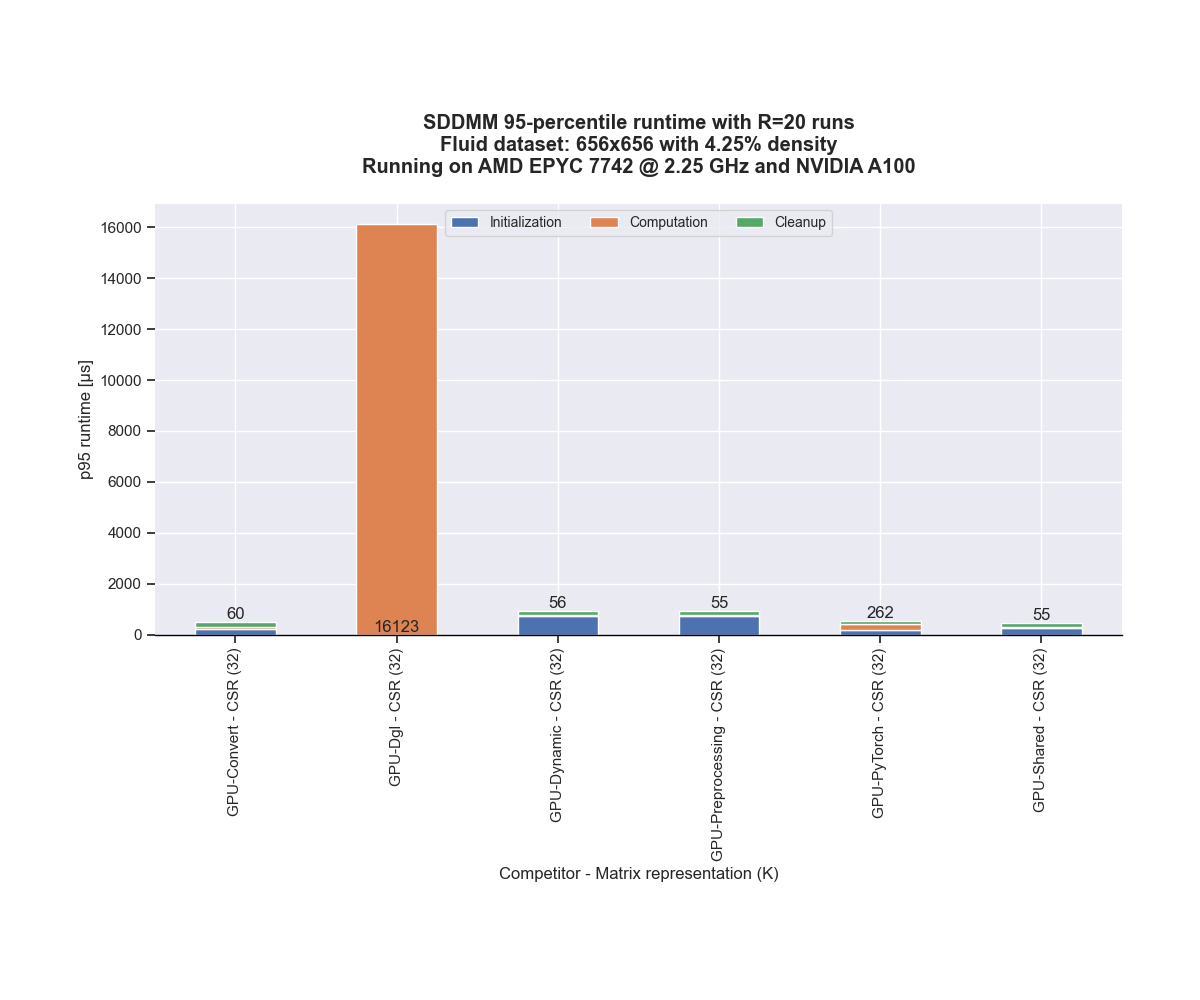 SDDMM 95-percentile runtime with R=20 runs
Fluid dataset: 656x656 with 4.25% density
Running on AMD EPYC 7742 @ 2.25 GHz and NVIDIA A100
Initialization
Computation
Cleanup
p95 runtime [µs]
16000
14000
12000
10000
8000
6000
4000
2000
0
60
16123
56
55
262
55
GPU-Convert - CSR (32)
GPU-Dgl - CSR (32)
GPU-Dynamic - CSR (32)
GPU-Preprocessing - CSR (32)
GPU-PyTorch - CSR (32)
GPU-Shared - CSR (32)
Competitor - Matrix representation (K)